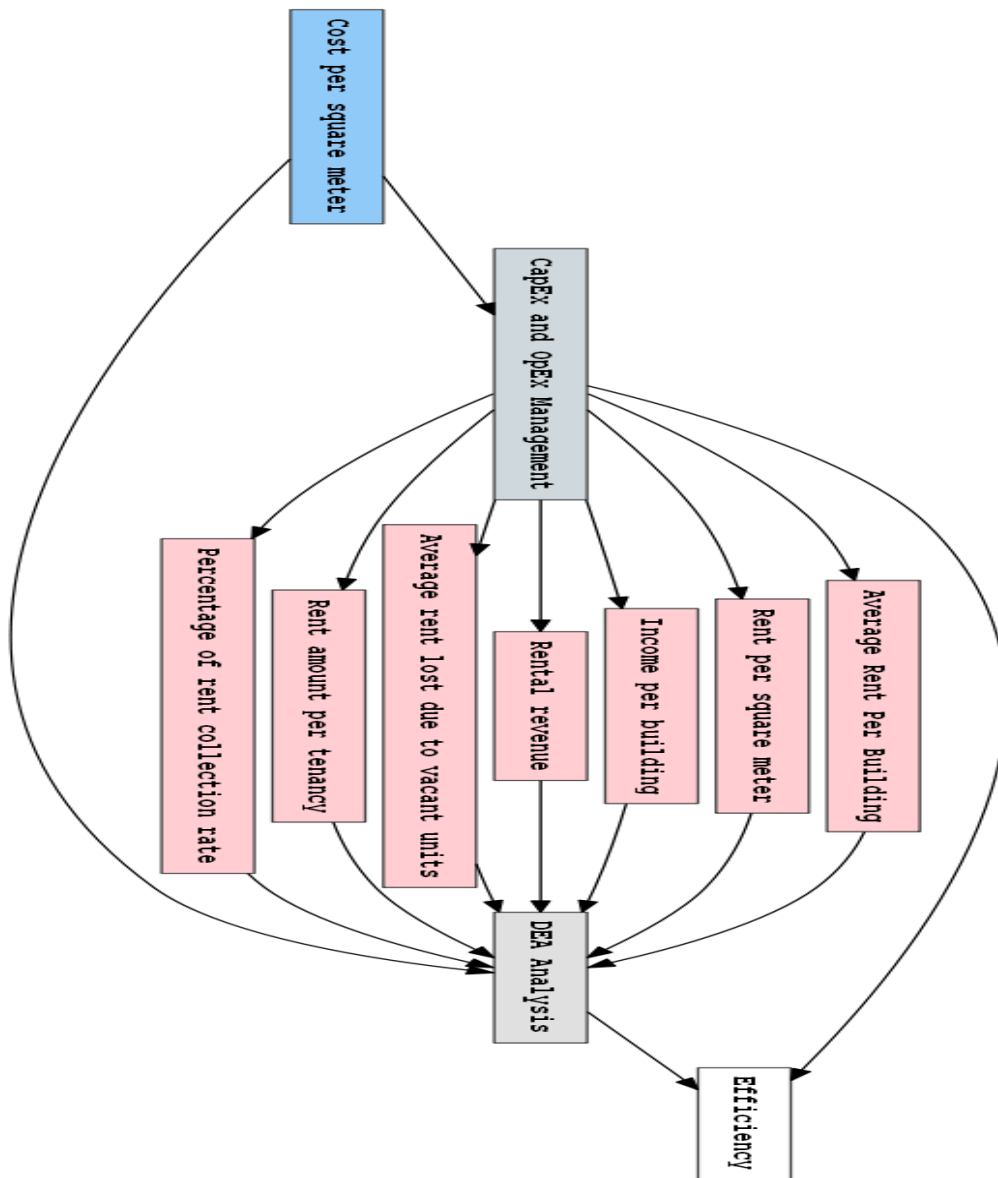 Cost per square meter
CapEx and OpEx Management
Average Rent Per Building
Rent per square meter
Income per building
Rental revenue
Average rent lost due to vacant units
Rent amount per tenancy
Percentage of rent collection rate
DEA Analysis
Efficiency